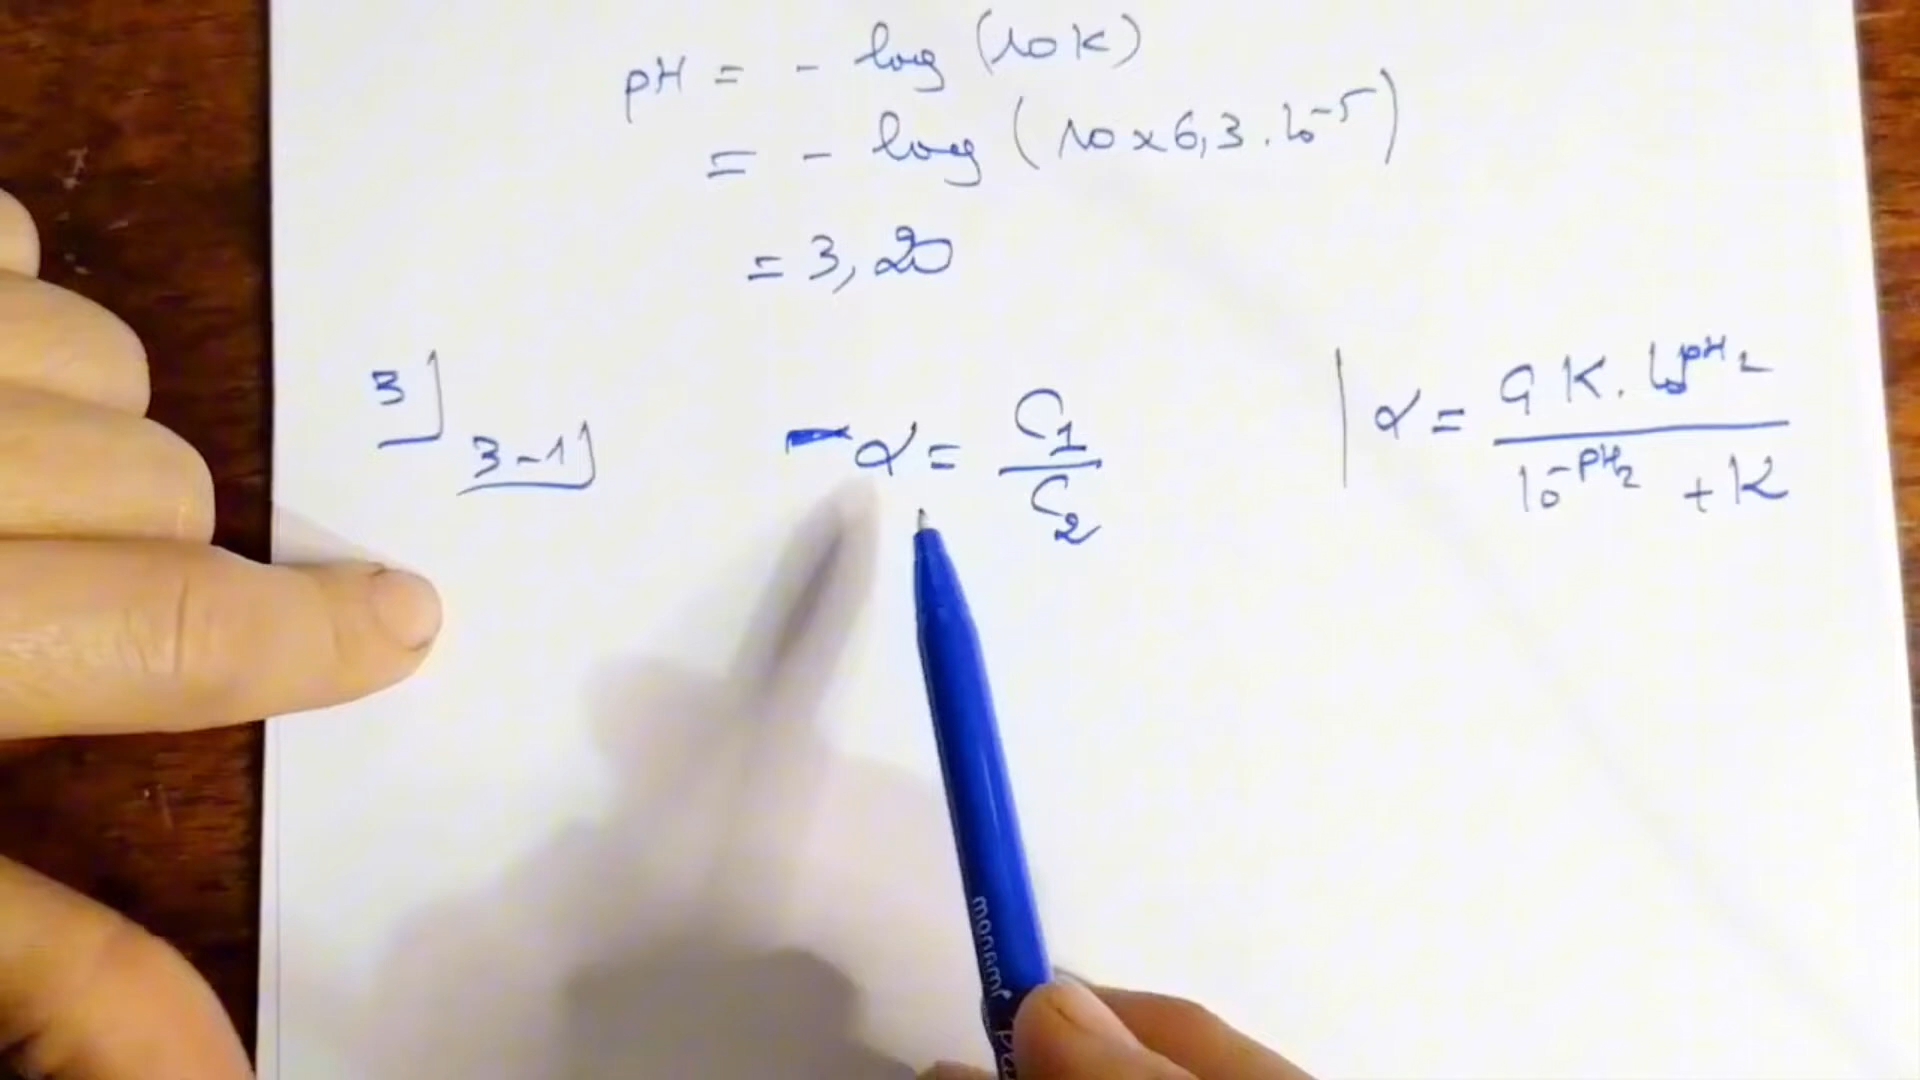 pH = - log (10 K)
= - log (10 x 6,3 . 10^-5)
= 3,20
3]
3-1]
- α = C1/C2
| α = 9 K. 10^pH2 / 10^-pH2 + K
monami